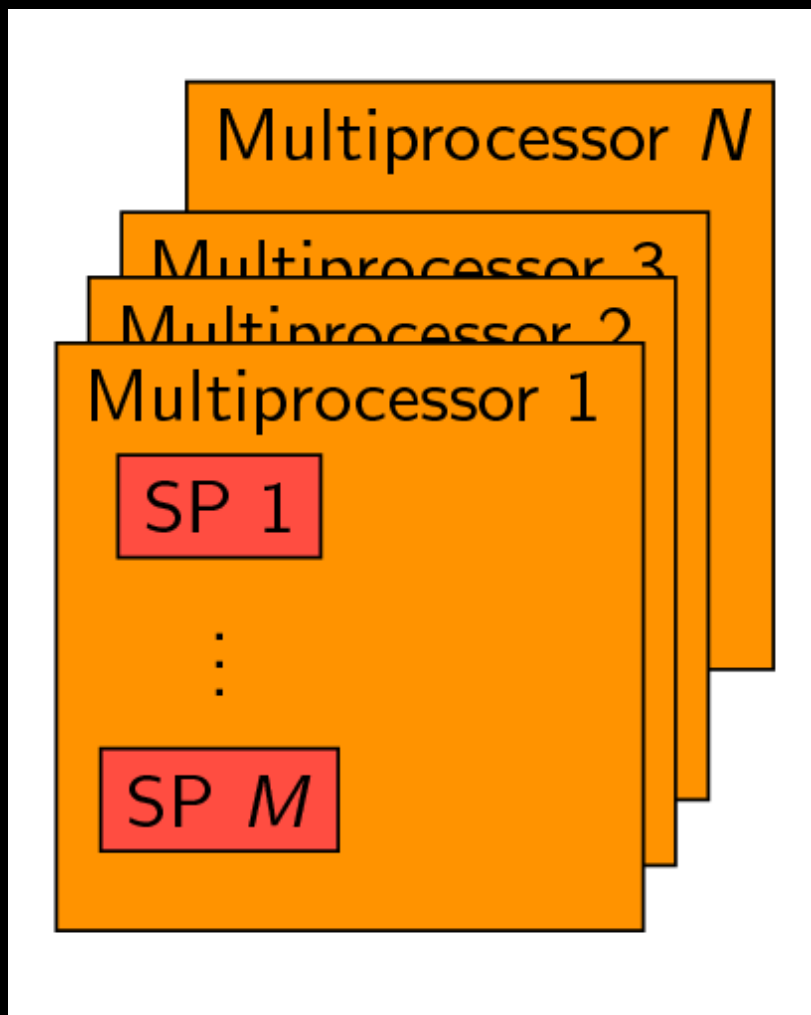 Multiprocessor N
Multiprocessor 3
Multiprocessor 2
Multiprocessor 1
SP 1
⋮
SP M